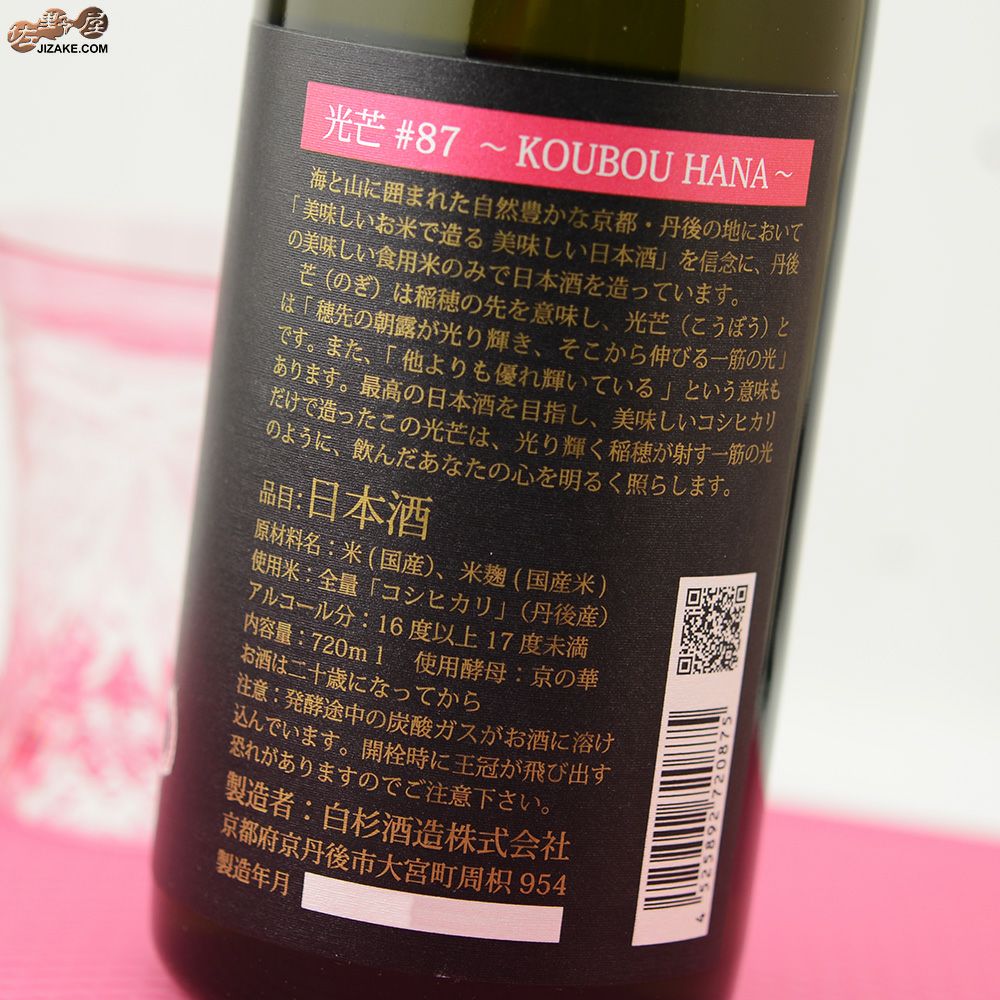 佐野屋
JIZAKE.COM
光芒 #87 ～ KOUBOU HANA ～
海と山に囲まれた自然豊かな京都・丹後の地において
「美味しいお米で造る 美味しい日本酒」を信念に、丹後
の美味しい食用米のみで日本酒を造っています。
芒（のぎ）は稲穂の先を意味し、光芒（こうぼう）と
は「穂先の朝露が光り輝き、そこから伸びる一筋の光」
です。また、「他よりも優れ輝いている」という意味も
あります。最高の日本酒を目指し、美味しいコシヒカリ
だけで造ったこの光芒は、光り輝く稲穂が射す一筋の光
のように、飲んだあなたの心を明るく照らします。
品目:日本酒
原材料名：米(国産)、米麹(国産米)
使用米：全量「コシヒカリ」(丹後産)
アルコール分：16度以上17度未満
内容量：720ml 使用酵母：京の華
お酒は二十歳になってから
注意：発酵途中の炭酸ガスがお酒に溶け
込んでいます。開栓時に王冠が飛び出す
恐れがありますのでご注意下さい。
製造者：白杉酒造株式会社
京都府京丹後市大宮町周枳954
製造年月
4525892720875